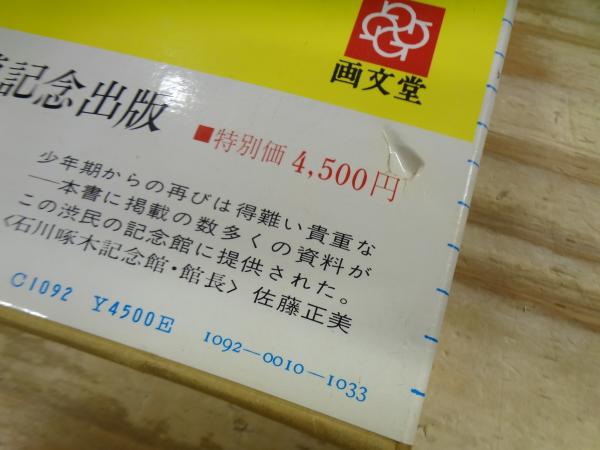 画文堂
記念出版
■特別価 4,500円
少年期からの再びは得難い貴重な
──本書に掲載の数多くの資料が
この渋民の記念館に提供された。
〈石川啄木記念館・館長〉 佐藤正美
C1092 Y4500E 1092—0010—1033